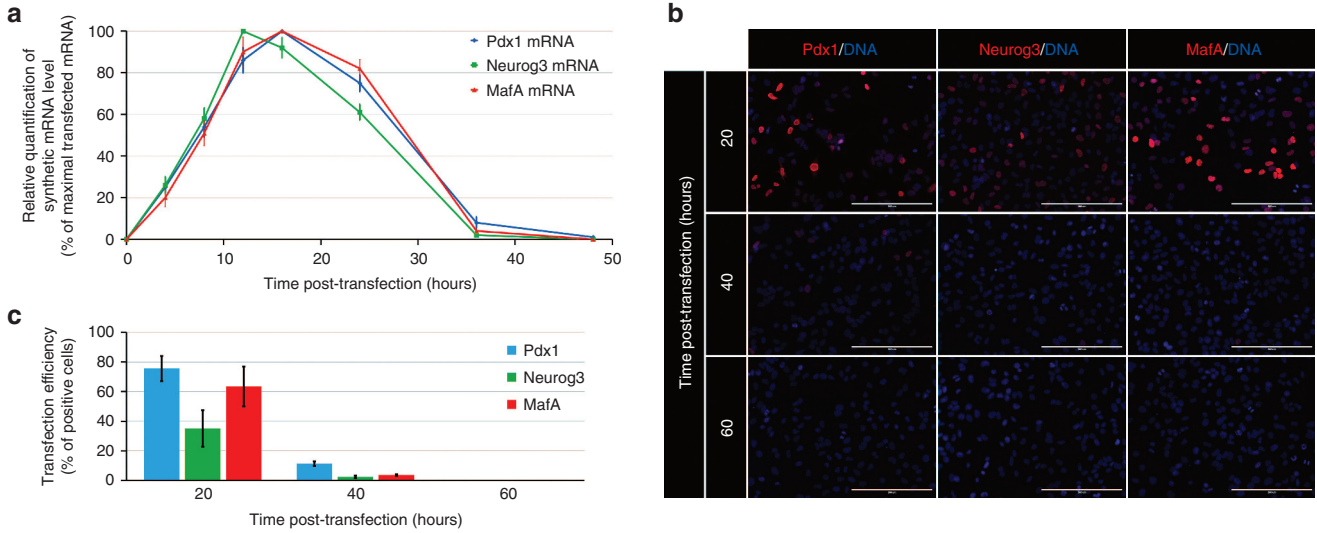 a
Relative quantification of
synthetic mRNA level
(% of maximal transfected mRNA)
100
80
60
40
20
0
0
10
20
30
40
50
Time post-transfection (hours)
Pdx1 mRNA
Neurog3 mRNA
MafA mRNA
b
Pdx1/DNA
Neurog3/DNA
MafA/DNA
Time post-transfection (hours)
20
40
60
c
Transfection efficiency
(% of positive cells)
100
80
60
40
20
0
20
40
60
Time post-transfection (hours)
Pdx1
Neurog3
MafA